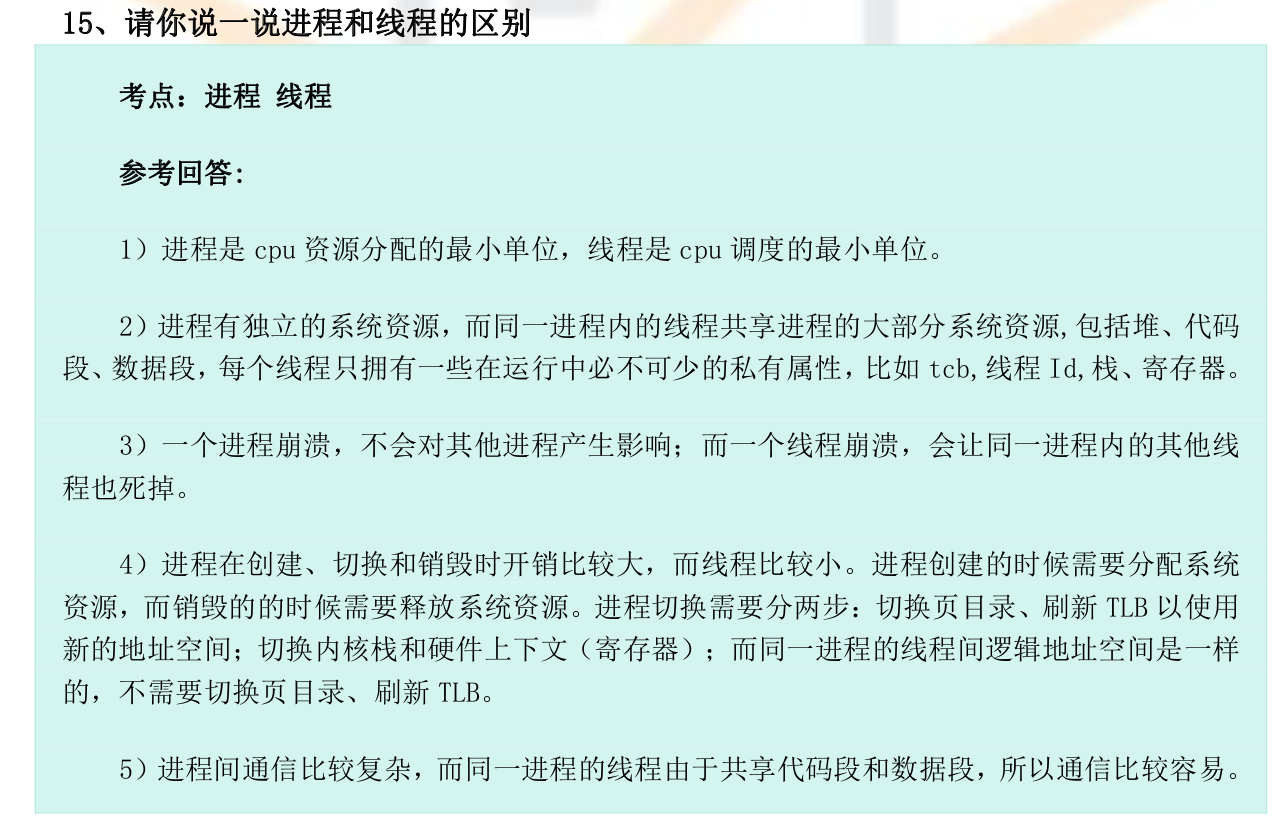 15、请你说一说进程和线程的区别
考点：进程 线程
参考回答：
1）进程是 cpu 资源分配的最小单位，线程是 cpu 调度的最小单位。
2）进程有独立的系统资源，而同一进程内的线程共享进程的大部分系统资源,包括堆、代码
段、数据段，每个线程只拥有一些在运行中必不可少的私有属性，比如 tcb,线程 Id,栈、寄存器。
3）一个进程崩溃，不会对其他进程产生影响；而一个线程崩溃，会让同一进程内的其他线
程也死掉。
4）进程在创建、切换和销毁时开销比较大，而线程比较小。进程创建的时候需要分配系统
资源，而销毁的的时候需要释放系统资源。进程切换需要分两步：切换页目录、刷新 TLB 以使用
新的地址空间；切换内核栈和硬件上下文（寄存器）；而同一进程的线程间逻辑地址空间是一样
的，不需要切换页目录、刷新 TLB。
5）进程间通信比较复杂，而同一进程的线程由于共享代码段和数据段，所以通信比较容易。